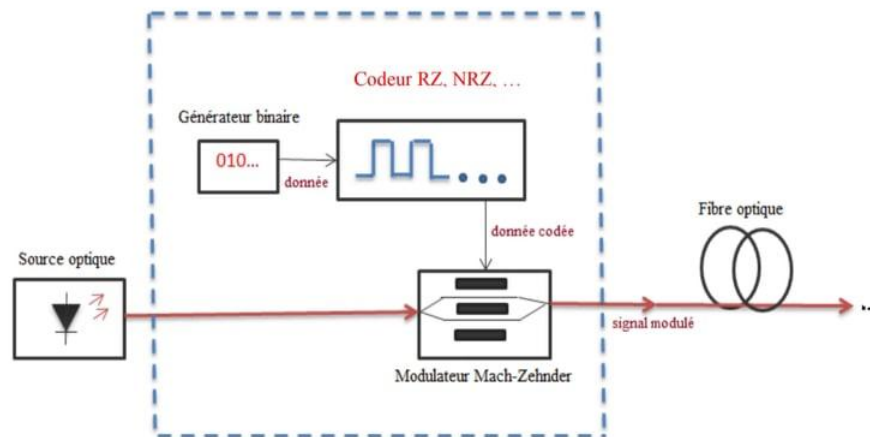 Codeur RZ, NRZ, …
Générateur binaire
010...
donnée
donnée codée
Fibre optique
Source optique
signal modulé
Modulateur Mach-Zehnder